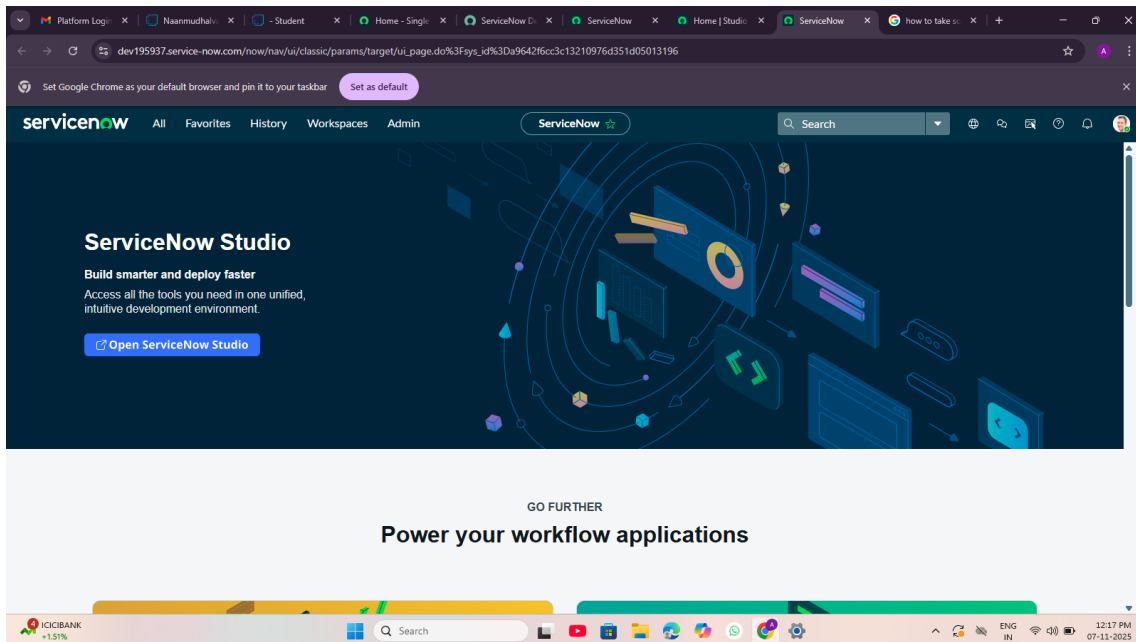 Platform Login
Naanmudhalva
- Student
Home - Single
ServiceNow De
ServiceNow
Home | Studio
ServiceNow
how to take sc
dev195937.service-now.com/now/nav/ui/classic/params/target/ui_page.do%3Fsys_id%3Da9642f6cc3c13210976d351d05013196
A
Set Google Chrome as your default browser and pin it to your taskbar
Set as default
servicenow
All
Favorites
History
Workspaces
Admin
ServiceNow
Search
ServiceNow Studio
Build smarter and deploy faster
Access all the tools you need in one unified,
intuitive development environment.
Open ServiceNow Studio
GO FURTHER
Power your workflow applications
4
ICICIBANK
+1.51%
Search
A
ENG
IN
12:17 PM
07-11-2025